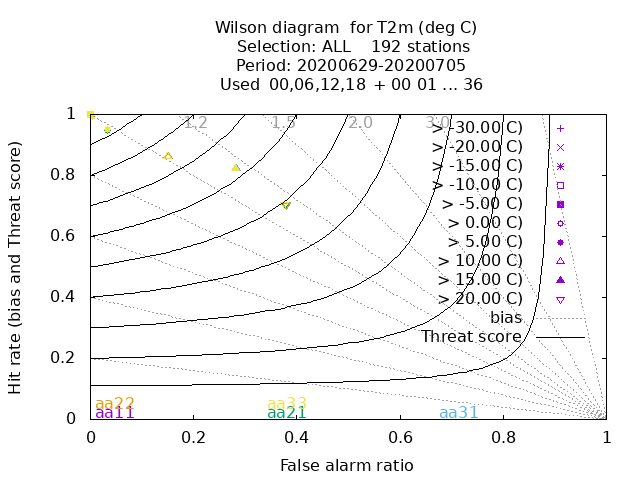 Wilson diagram for T2m (deg C)
Selection: ALL 192 stations
Period: 20200629-20200705
Used 00,06,12,18 + 00 01 ... 36
Hit rate (bias and Threat score)
1
0.8
0.6
0.4
0.2
0
1.2 1.5 2.0 3.0
> -30.00 C)
> -20.00 C)
> -15.00 C)
> -10.00 C)
> -5.00 C)
> 0.00 C)
> 5.00 C)
> 10.00 C)
> 15.00 C)
> 20.00 C)
bias
Threat score
aa22 aa33
aa11 aa21 aa31
0 0.2 0.4 0.6 0.8 1
False alarm ratio